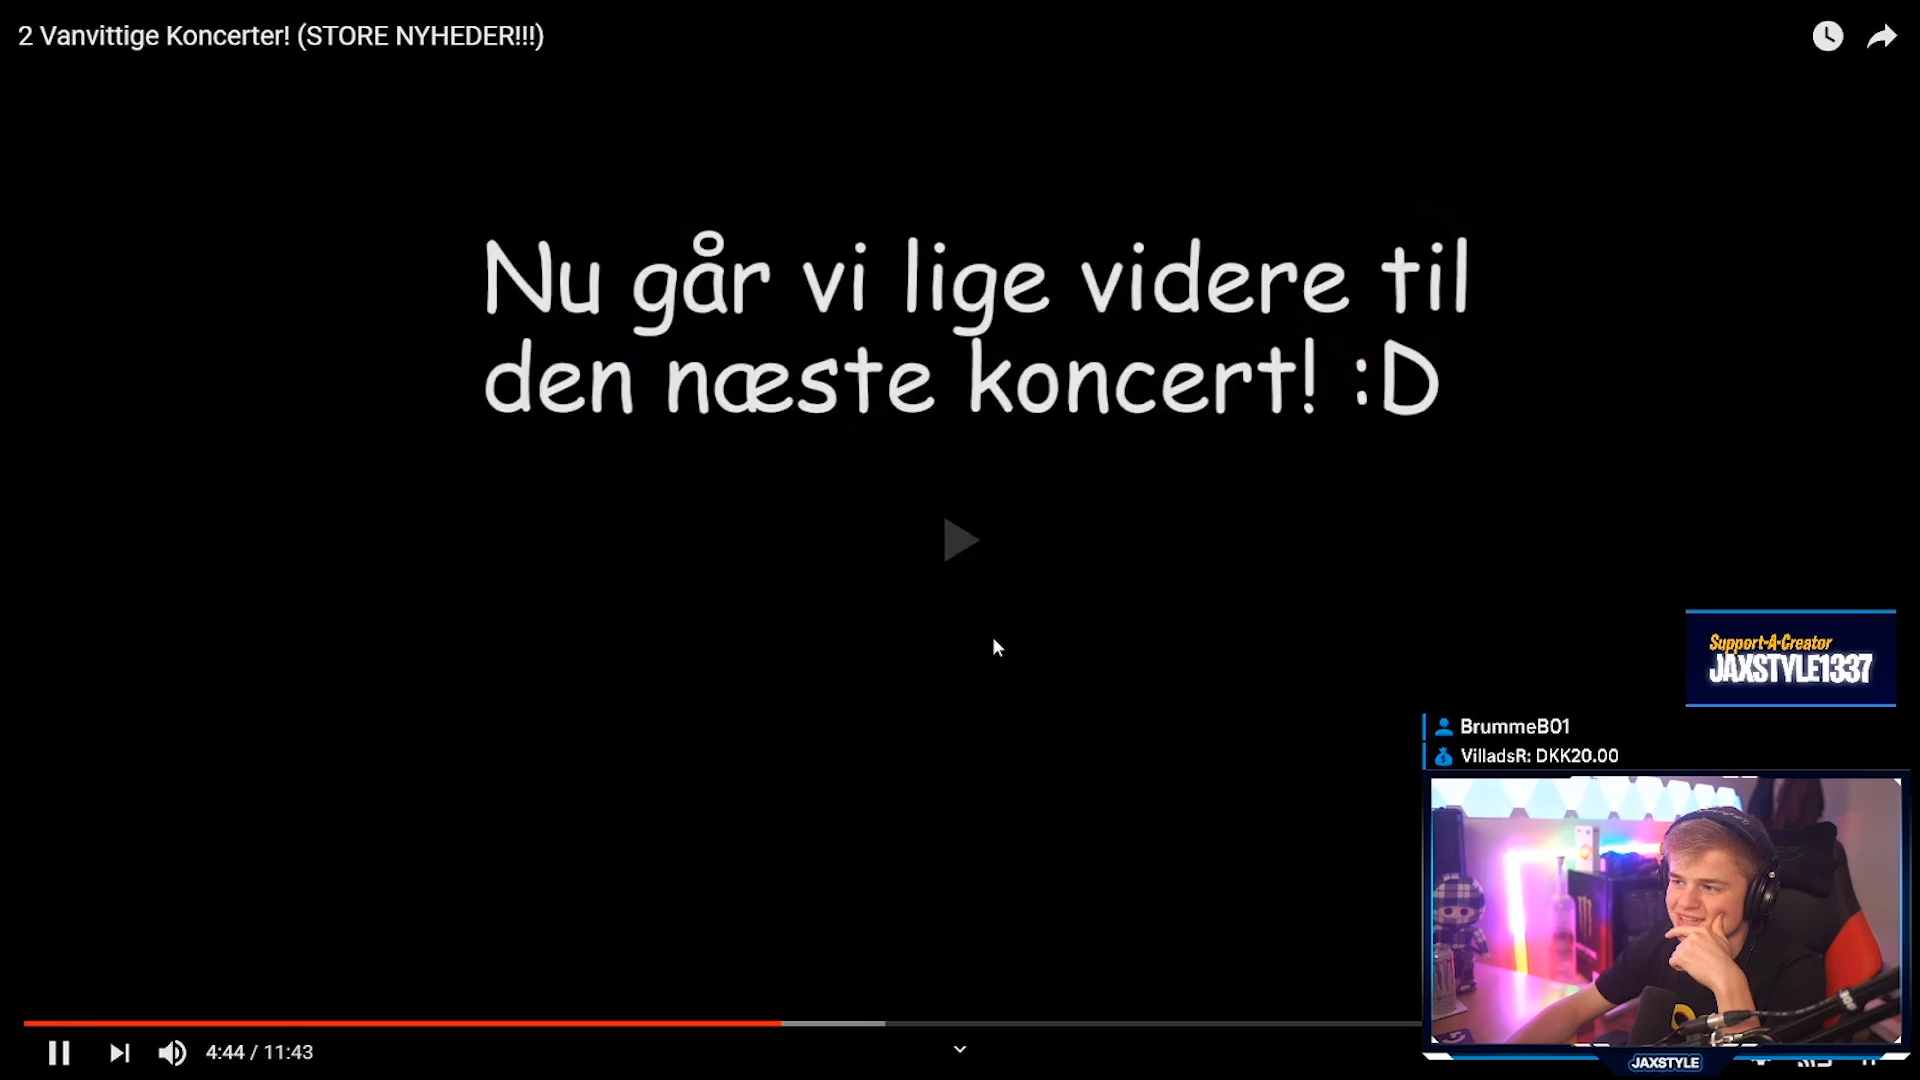 2 Vanvittige Koncerter! (STORE NYHEDER!!!)
Nu går vi lige videre til
den næste koncert! :D
Support-A-Creator
JAXSTYLE1337
BrummeB01
VilladsR: DKK20.00
4:44 / 11:43
JAXSTYLE